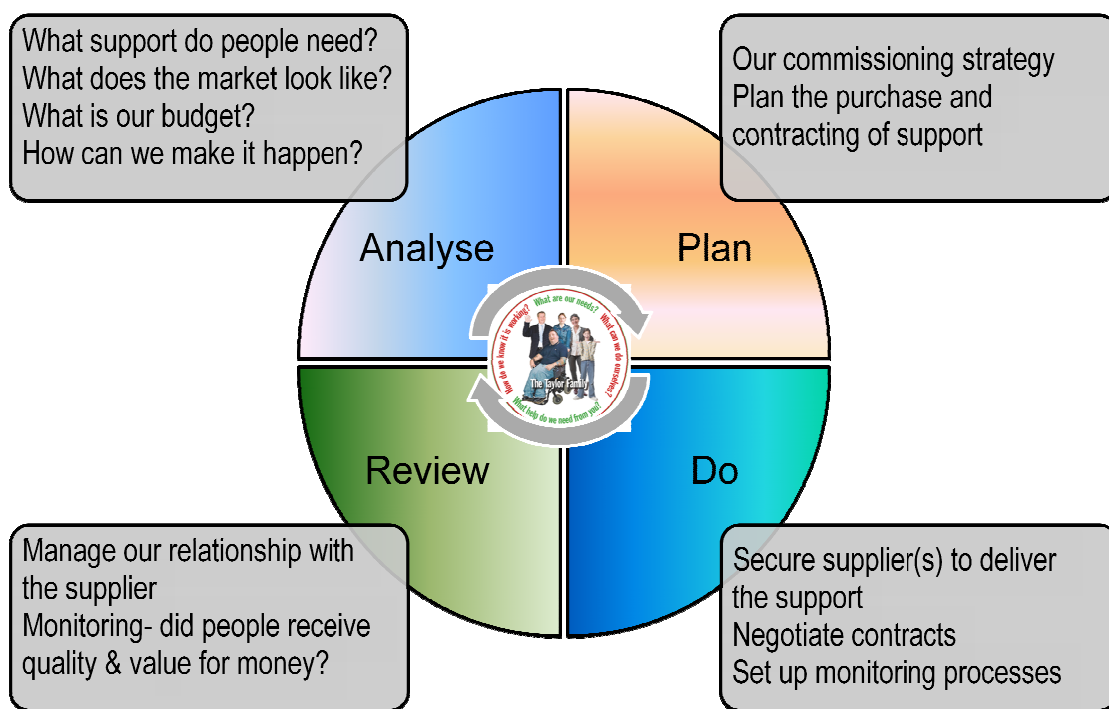 What support do people need?
What does the market look like?
What is our budget?
How can we make it happen?
Our commissioning strategy
Plan the purchase and
contracting of support
Analyse
Plan
What are our needs?
What can we do ourselves?
What help do we need from you?
How do we know it is working?
The Taylor Family
Review
Do
Manage our relationship with
the supplier
Monitoring- did people receive
quality & value for money?
Secure supplier(s) to deliver
the support
Negotiate contracts
Set up monitoring processes